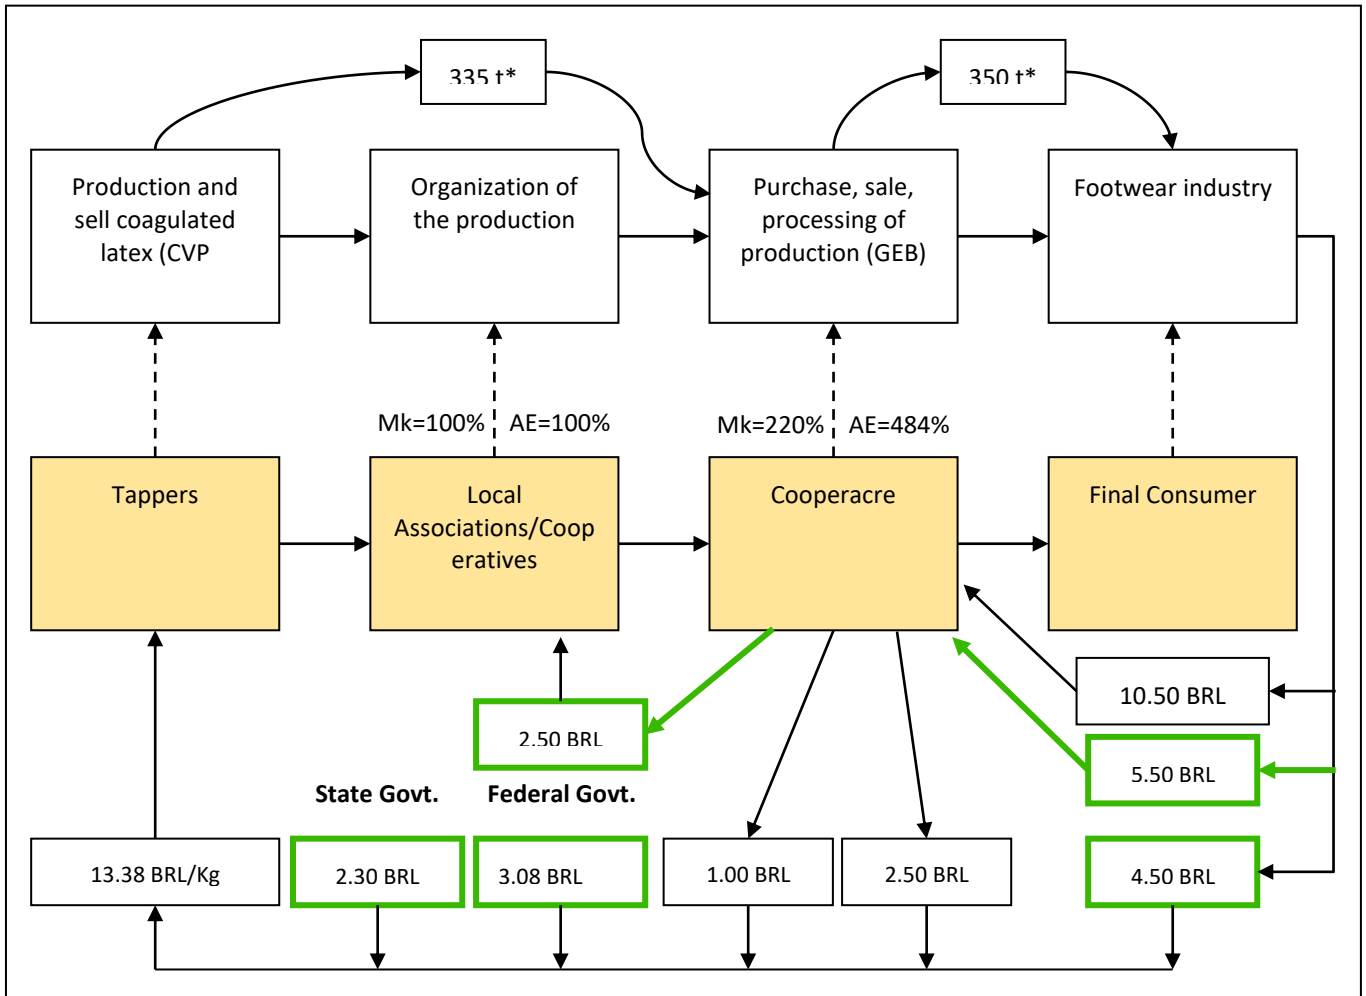 335 t*
350 t*
Production and
sell coagulated
latex (CVP
Organization of
the production
Purchase, sale,
processing of
production (GEB)
Footwear industry
Mk=100%
AE=100%
Mk=220%
AE=484%
Tappers
Local
Associations/Coop
eratives
Cooperacre
Final Consumer
10.50 BRL
2.50 BRL
5.50 BRL
State Govt.
Federal Govt.
13.38 BRL/Kg
2.30 BRL
3.08 BRL
1.00 BRL
2.50 BRL
4.50 BRL